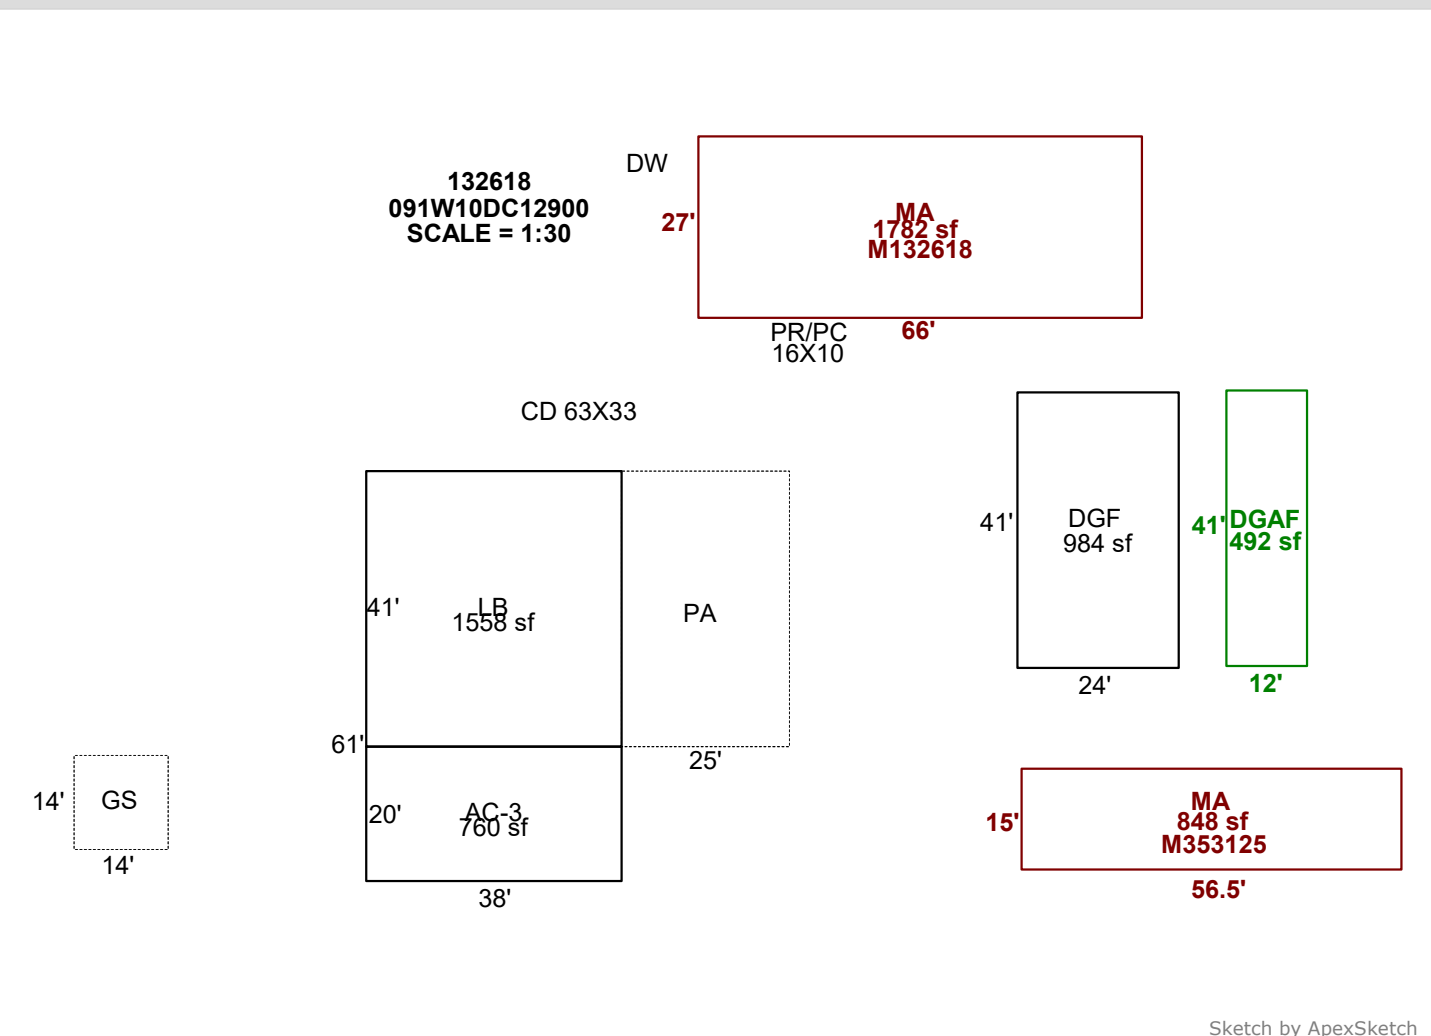 DW
132618
091W10DC12900
SCALE = 1:30
27'
MA
1782 sf
M132618
66'
PR/PC
16X10
CD 63X33
41'
LB
1558 sf
PA
61'
25'
20'
AC-3
760 sf
38'
14'
GS
14'
41'
DGF
984 sf
24'
41'
DGAF
492 sf
12'
15'
MA
848 sf
M353125
56.5'
Sketch by ApexSketch